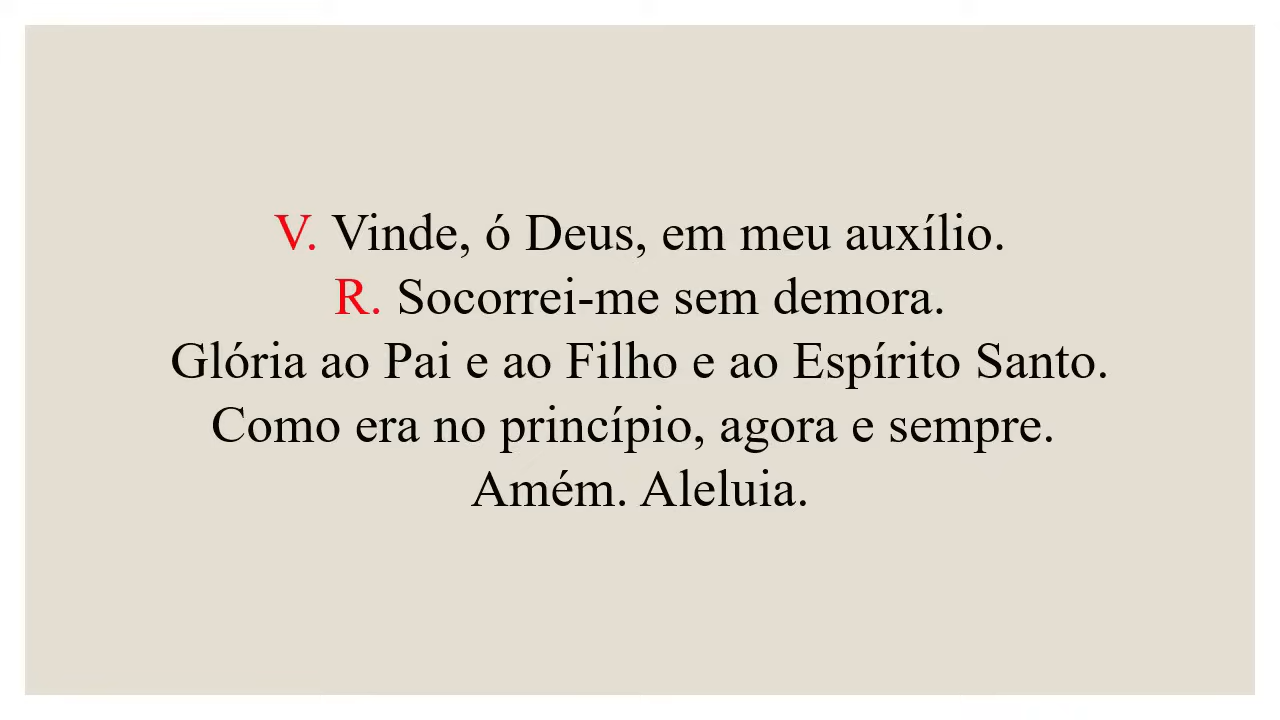 V. Vinde, ó Deus, em meu auxílio.
R. Socorrei-me sem demora.
Glória ao Pai e ao Filho e ao Espírito Santo.
Como era no princípio, agora e sempre.
Amém. Aleluia.